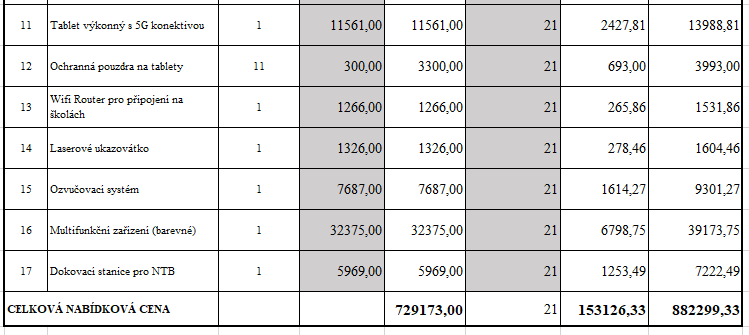 11 Tablet výkonný s 5G konektivou 1 11561,00 11561,00 21 2427,81 13988,81
12 Ochranná pouzdra na tablety 11 300,00 3300,00 21 693,00 3993,00
13 Wifi Router pro připojení na školách 1 1266,00 1266,00 21 265,86 1531,86
14 Laserové ukazovátko 1 1326,00 1326,00 21 278,46 1604,46
15 Ozvučovací systém 1 7687,00 7687,00 21 1614,27 9301,27
16 Multifunkční zařízení (barevné) 1 32375,00 32375,00 21 6798,75 39173,75
17 Dokovací stanice pro NTB 1 5969,00 5969,00 21 1253,49 7222,49
CELKOVÁ NABÍDKOVÁ CENA 729173,00 21 153126,33 882299,33